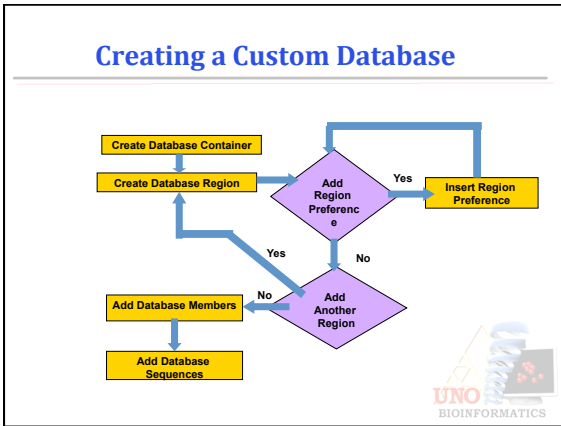 Creating a Custom Database
Create Database Container
Create Database Region
Add
Region
Preferenc
e
Yes
Insert Region
Preference
No
Yes
Add
Another
Region
No
Add Database Members
Add Database
Sequences
UNO
BIOINFORMATICS